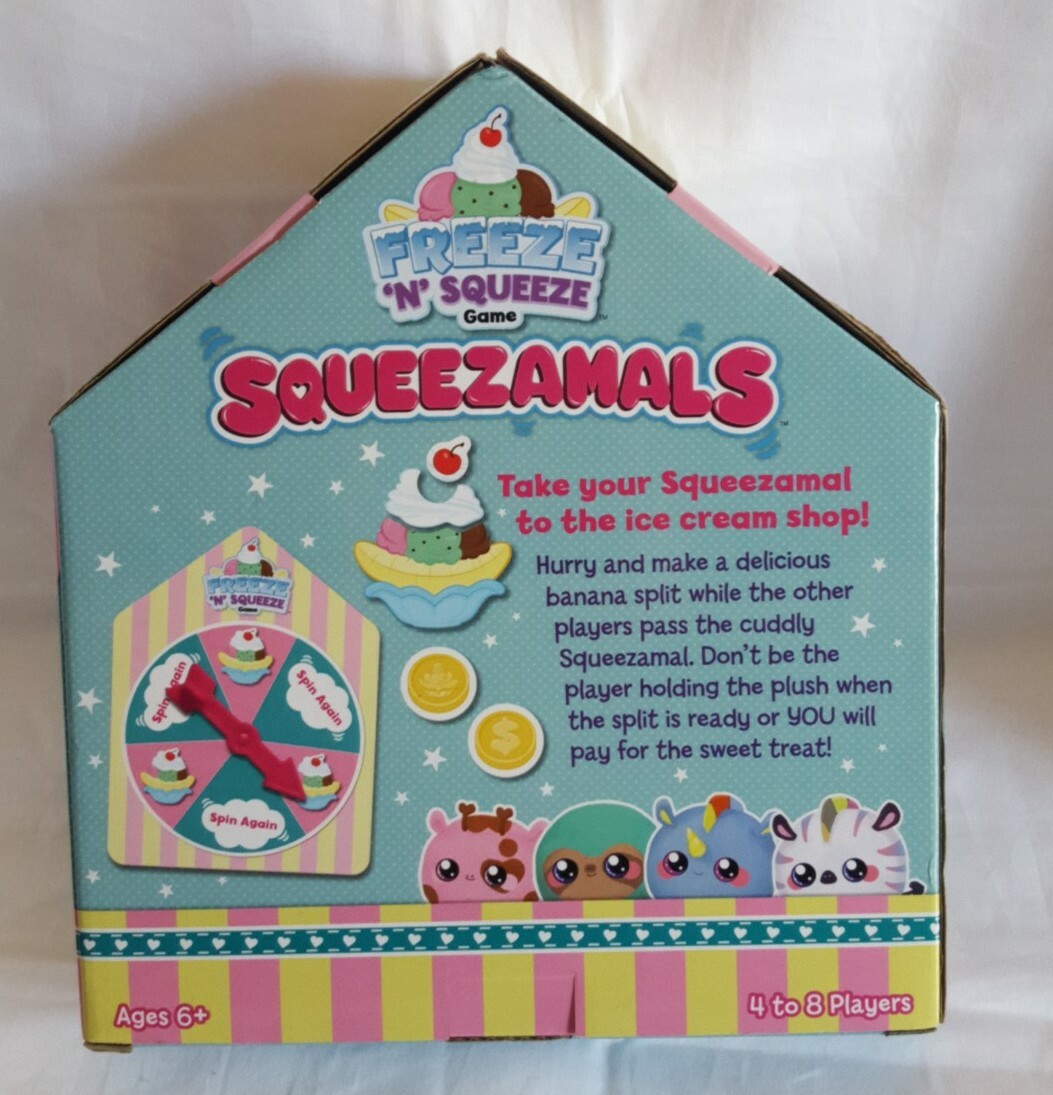 FREEZE
'N' SQUEEZE
Game™
SQUEEZAMALS™
Take your Squeezamal
to the ice cream shop!
Hurry and make a delicious
banana split while the other
players pass the cuddly
Squeezamal. Don't be the
player holding the plush when
the split is ready or YOU will
pay for the sweet treat!
FREEZE
'N' SQUEEZE
Game
Spin Again
Spin Again
Spin Again
$
Ages 6+
4 to 8 Players